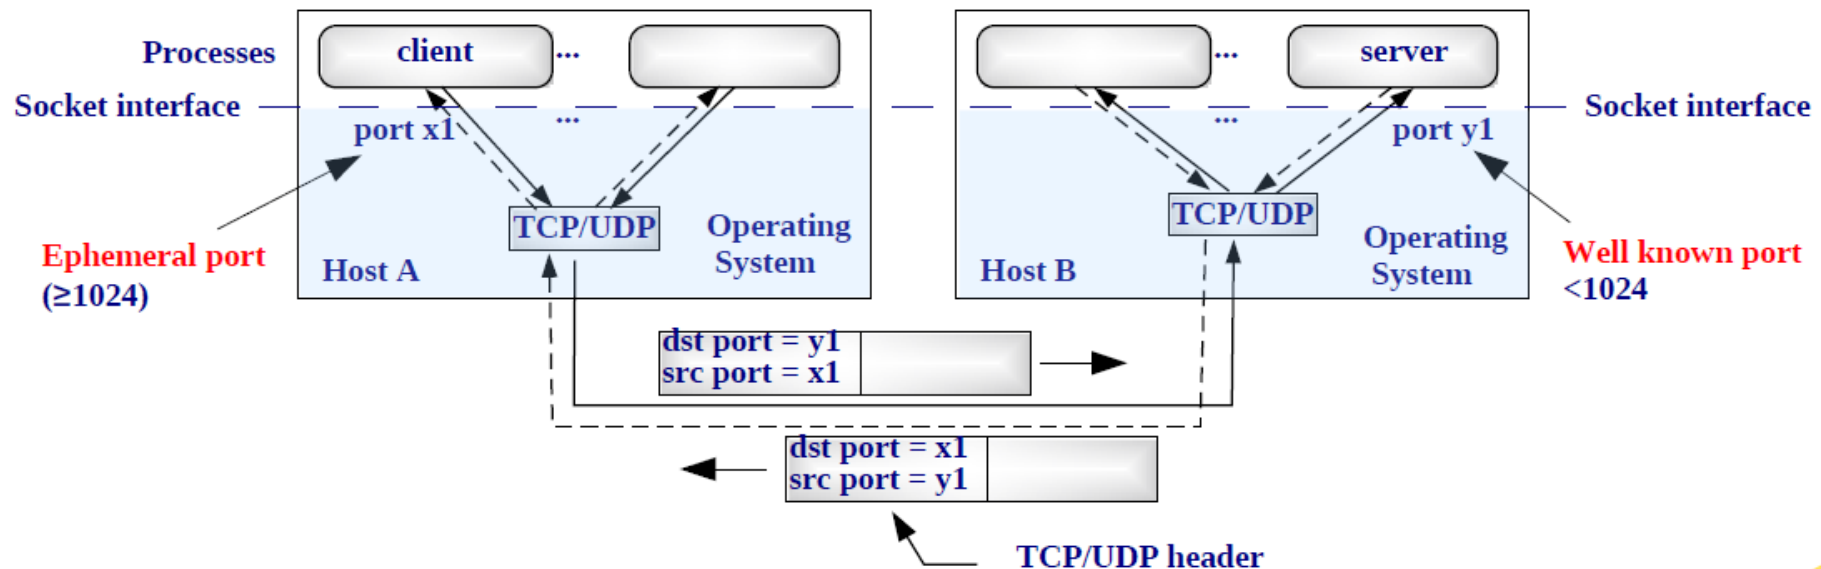 Processes
client
...
...
server
Socket interface
Socket interface
...
...
port x1
port y1
TCP/UDP
TCP/UDP
Operating
System
Operating
System
Host A
Host B
Ephemeral port
(≥1024)
Well known port
<1024
dst port = y1
src port = x1
dst port = x1
src port = y1
TCP/UDP header